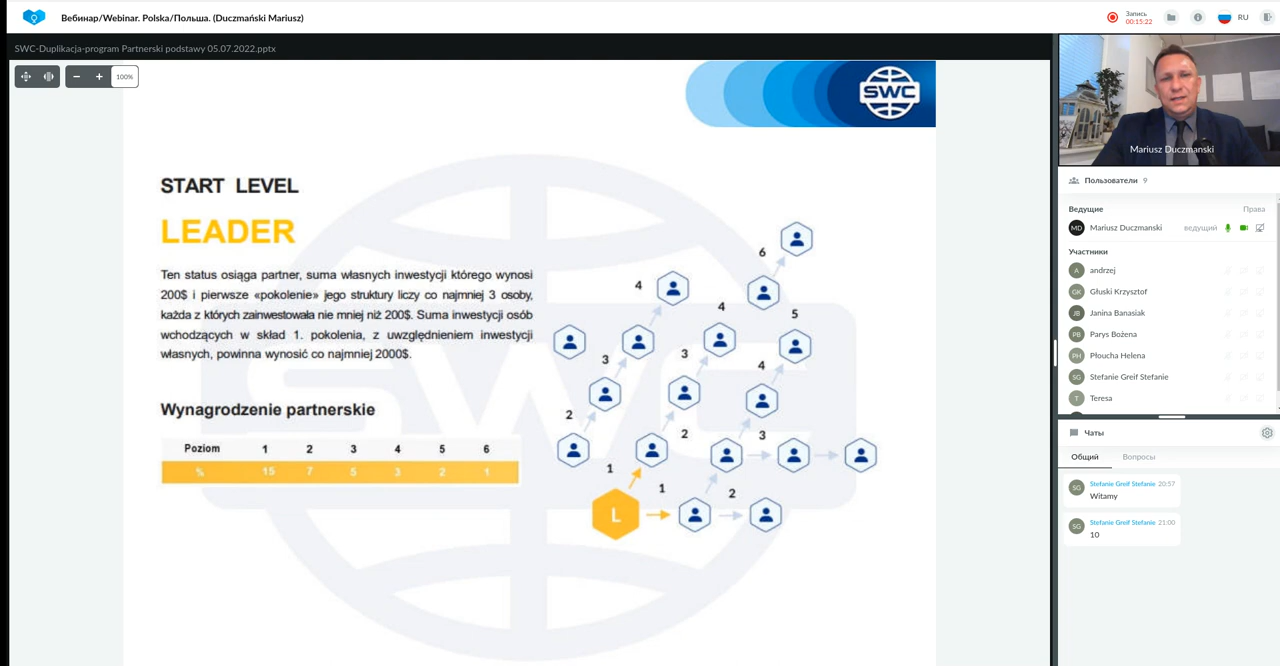 Вебинар/Webinar. Polska/Польша. (Duczmański Mariusz)
Запись
00:15:22
RU
SWC-Duplikacja-program Partnerski podstawy 05.07.2022.pptx
100%
SWC
START LEVEL
LEADER
Ten status osiąga partner, suma własnych inwestycji którego wynosi
200$ i pierwsze «pokolenie» jego struktury liczy co najmniej 3 osoby,
każda z których zainwestowała nie mniej niż 200$. Suma inwestycji osób
wchodzących w skład 1. pokolenia, z uwzględnieniem inwestycji
własnych, powinna wynosić co najmniej 2000$.
Wynagrodzenie partnerskie
Poziom 1 2 3 4 5 6
% 15 7 5 3 2 1
6
4
4
5
3
3
4
2
2
3
1
1
2
L
Mariusz Duczmanski
Пользователи 9
Ведущие Права
MD Mariusz Duczmanski ведущий
Участники
A andrzej
GK Głuski Krzysztof
JB Janina Banasiak
PB Parys Bożena
PH Płoucha Helena
SG Stefanie Greif Stefanie
T Teresa
Чаты
Общий Вопросы
SG Stefanie Greif Stefanie 20:57
Witamy
SG Stefanie Greif Stefanie 21:00
10